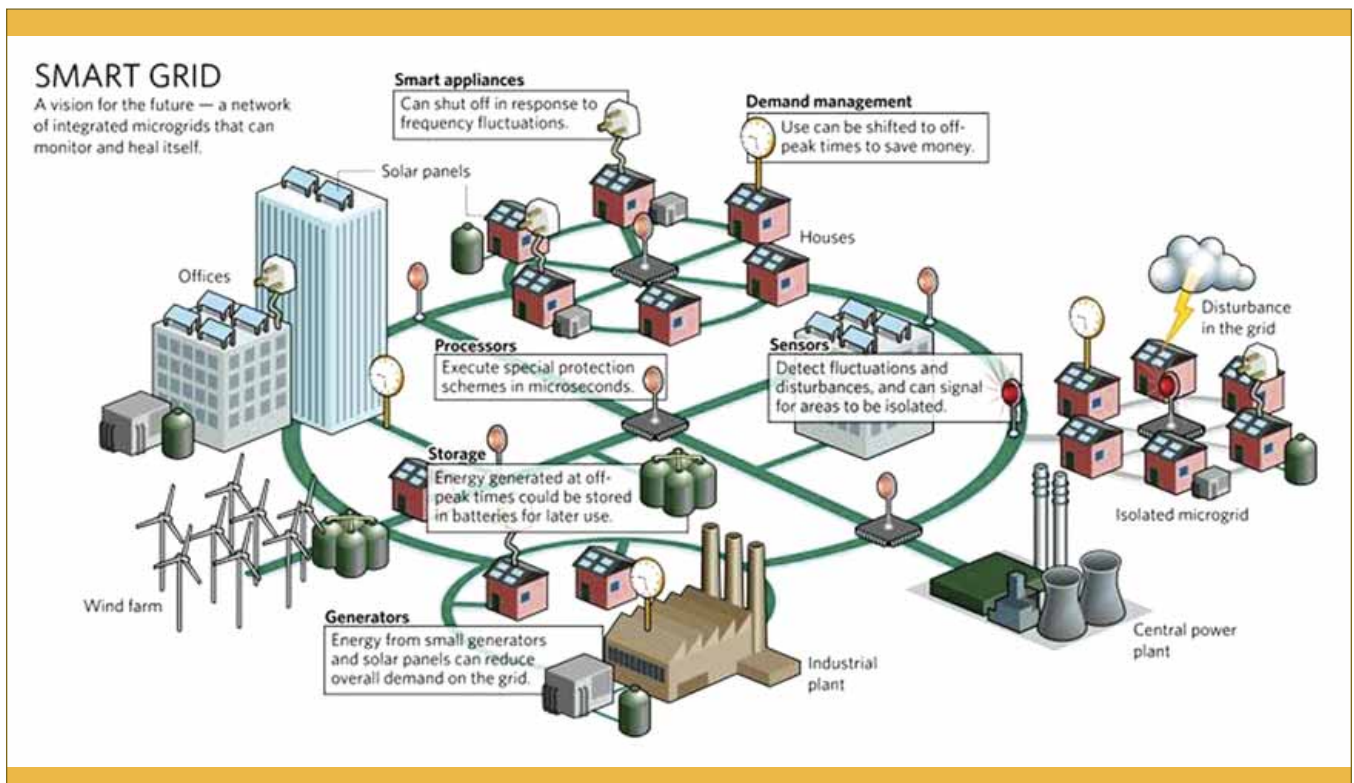 SMART GRID
A vision for the future — a network
of integrated microgrids that can
monitor and heal itself.
Smart appliances
Can shut off in response to
frequency fluctuations.
Demand management
Use can be shifted to off-
peak times to save money.
Solar panels
Houses
Offices
Disturbance
in the grid
Processors
Execute special protection
schemes in microseconds.
Sensors
Detect fluctuations and
disturbances, and can signal
for areas to be isolated.
Storage
Energy generated at off-
peak times could be stored
in batteries for later use.
Isolated microgrid
Wind farm
Generators
Energy from small generators
and solar panels can reduce
overall demand on the grid.
Industrial
plant
Central power
plant